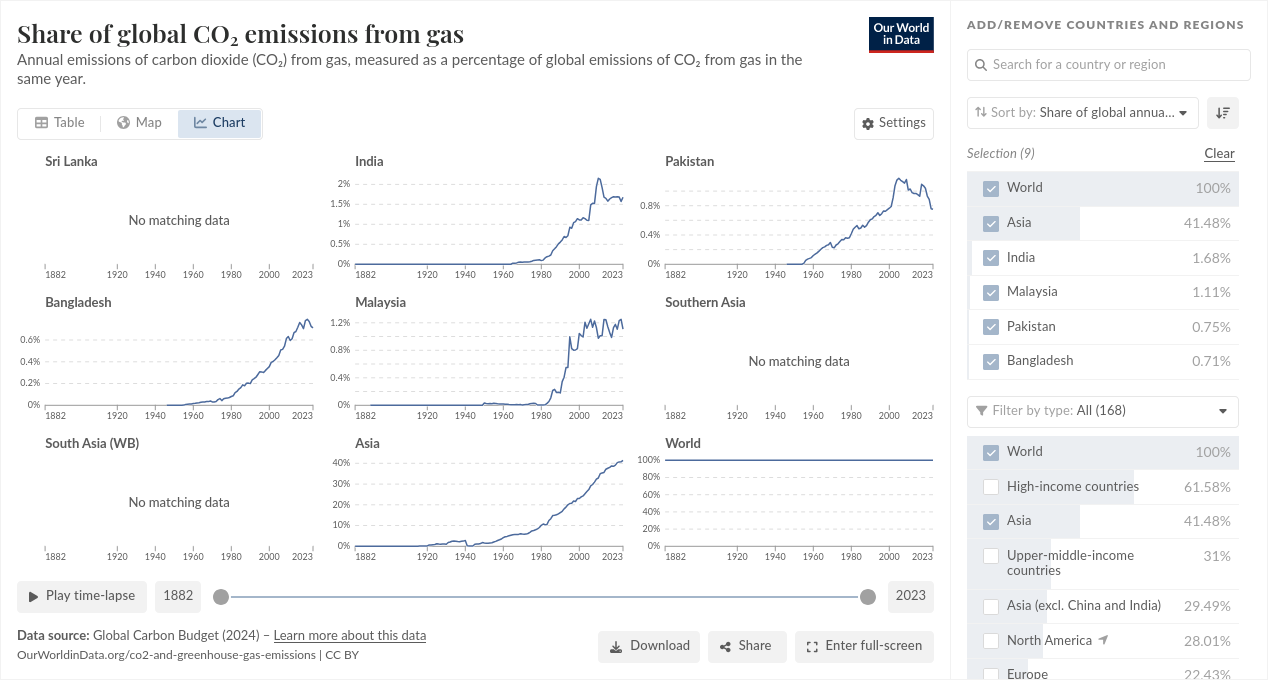 Share of global CO₂ emissions from gas
Annual emissions of carbon dioxide (CO₂) from gas, measured as a percentage of global emissions of CO₂ from gas in the
same year.
Our World
in Data
Table
Map
Chart
Settings
Sri Lanka
No matching data
1882 1920 1940 1960 1980 2000 2023
India
2%
1.5%
1%
0.5%
0%
1882 1920 1940 1960 1980 2000 2023
Pakistan
0.8%
0.4%
0%
1882 1920 1940 1960 1980 2000 2023
Bangladesh
0.6%
0.4%
0.2%
0%
1882 1920 1940 1960 1980 2000 2023
Malaysia
1.2%
0.8%
0.4%
0%
1882 1920 1940 1960 1980 2000 2023
Southern Asia
No matching data
1882 1920 1940 1960 1980 2000 2023
South Asia (WB)
No matching data
1882 1920 1940 1960 1980 2000 2023
Asia
40%
30%
20%
10%
0%
1882 1920 1940 1960 1980 2000 2023
World
100%
80%
60%
40%
20%
0%
1882 1920 1940 1960 1980 2000 2023
Play time-lapse
1882
2023
Data source: Global Carbon Budget (2024) – Learn more about this data
OurWorldinData.org/co2-and-greenhouse-gas-emissions | CC BY
Download
Share
Enter full-screen
ADD/REMOVE COUNTRIES AND REGIONS
Search for a country or region
Sort by: Share of global annua...
Selection (9)
Clear
World 100%
Asia 41.48%
India 1.68%
Malaysia 1.11%
Pakistan 0.75%
Bangladesh 0.71%
Filter by type: All (168)
World 100%
High-income countries 61.58%
Asia 41.48%
Upper-middle-income
countries 31%
Asia (excl. China and India) 29.49%
North America 28.01%
Europe 22.43%